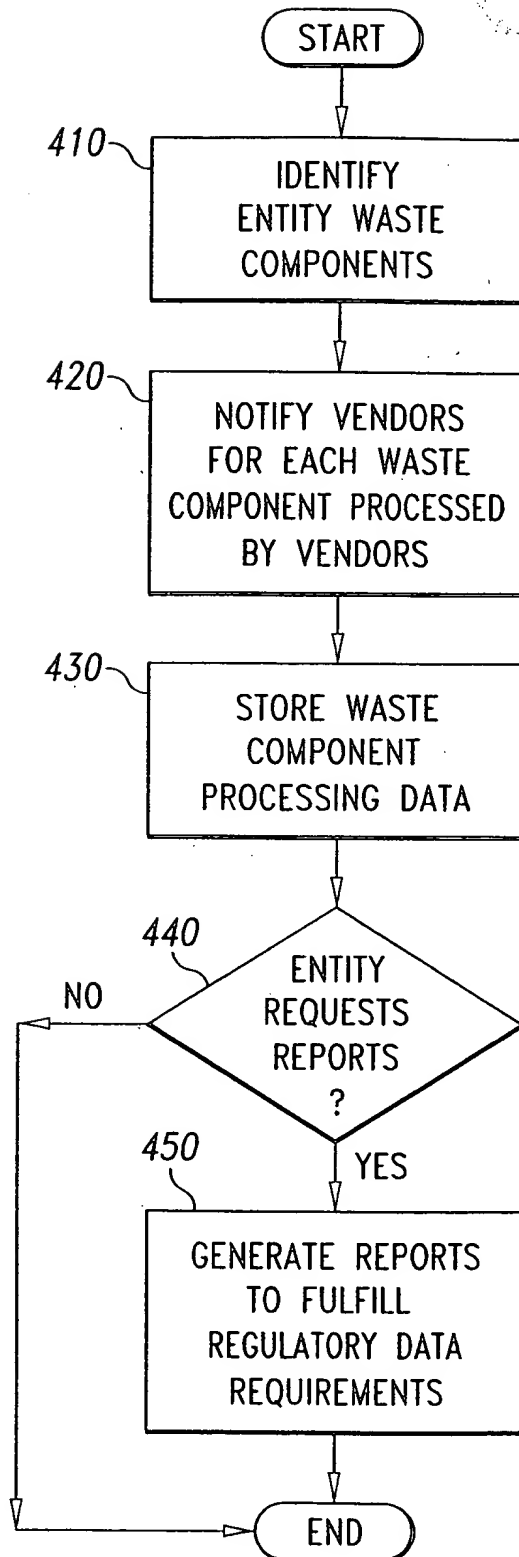 START
410
IDENTIFY
ENTITY WASTE
COMPONENTS
420
NOTIFY VENDORS
FOR EACH WASTE
COMPONENT PROCESSED
BY VENDORS
430
STORE WASTE
COMPONENT
PROCESSING DATA
440
ENTITY
REQUESTS
REPORTS
?
NO
YES
450
GENERATE REPORTS
TO FULFILL
REGULATORY DATA
REQUIREMENTS
END